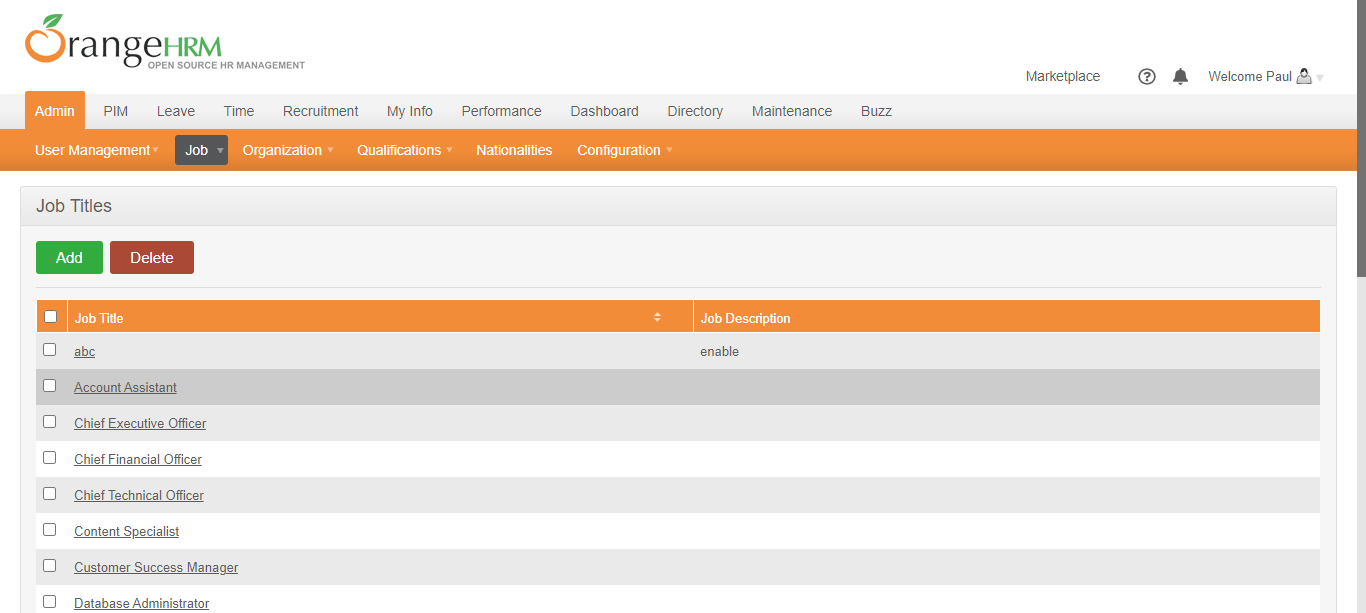 OrangeHRM
OPEN SOURCE HR MANAGEMENT
Marketplace ? Welcome Paul
Admin PIM Leave Time Recruitment My Info Performance Dashboard Directory Maintenance Buzz
User Management Job Organization Qualifications Nationalities Configuration
Job Titles
Add Delete
Job Title Job Description
abc enable
Account Assistant
Chief Executive Officer
Chief Financial Officer
Chief Technical Officer
Content Specialist
Customer Success Manager
Database Administrator